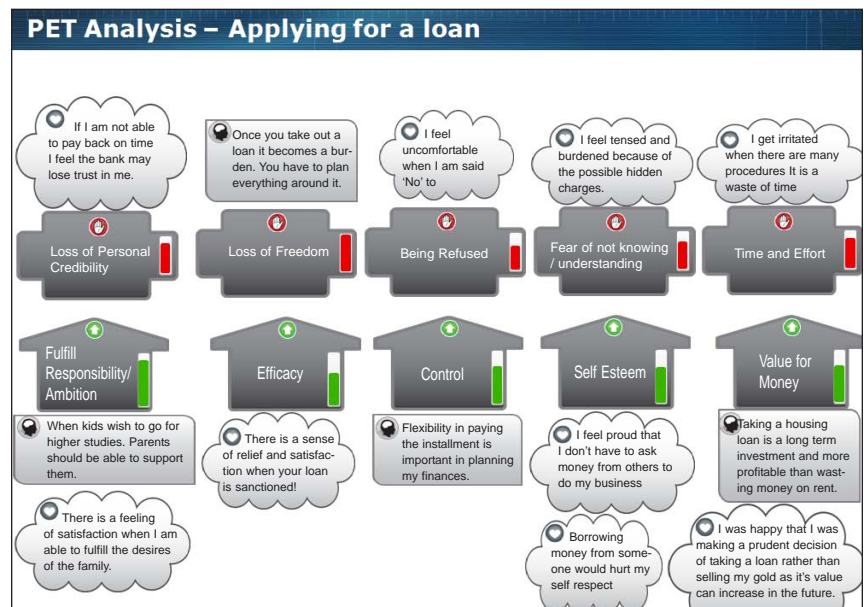 PET Analysis – Applying for a loan
If I am not able
to pay back on time
I feel the bank may
lose trust in me.
Once you take out a
loan it becomes a bur-
den. You have to plan
everything around it.
I feel
uncomfortable
when I am said
‘No’ to
I feel tensed and
burdened because of
the possible hidden
charges.
I get irritated
when there are many
procedures It is a
waste of time
Loss of Personal
Credibility
Loss of Freedom
Being Refused
Fear of not knowing
/ understanding
Time and Effort
Fulfill
Responsibility/
Ambition
Efficacy
Control
Self Esteem
Value for
Money
When kids wish to go for
higher studies. Parents
should be able to support
them.
There is a feeling
of satisfaction when I am
able to fulfill the desires
of the family.
There is a sense
of relief and satisfac-
tion when your loan
is sanctioned!
Flexibility in paying
the installment is
important in planning
my finances.
I feel proud that
I don't have to ask
money from others to
do my business
Borrowing
money from some-
one would hurt my
self respect
Taking a housing
loan is a long term
investment and more
profitable than wast-
ing money on rent.
I was happy that I was
making a prudent decision
of taking a loan rather than
selling my gold as it’s value
can increase in the future.